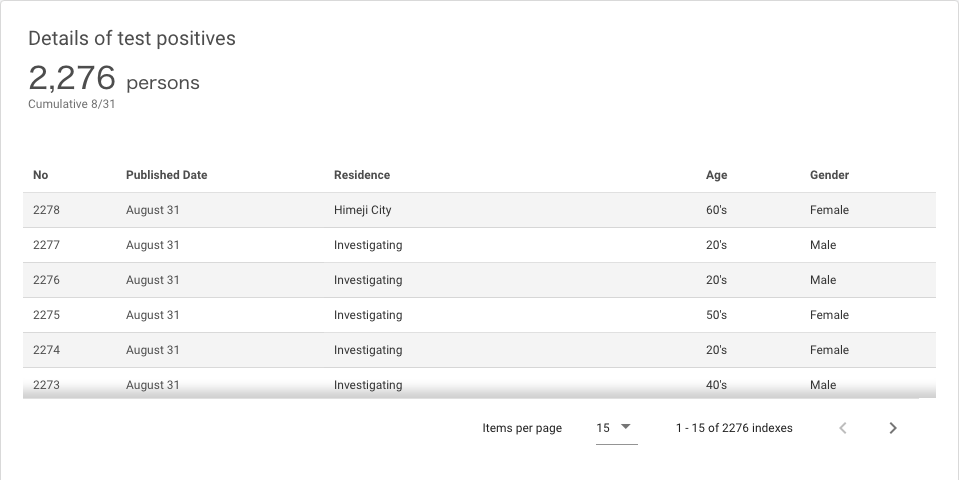 Details of test positives
2,276 persons
Cumulative 8/31
No Published Date Residence Age Gender
2278 August 31 Himeji City 60's Female
2277 August 31 Investigating 20's Male
2276 August 31 Investigating 20's Male
2275 August 31 Investigating 50's Female
2274 August 31 Investigating 20's Female
2273 August 31 Investigating 40's Male
Items per page 15 1 - 15 of 2276 indexes